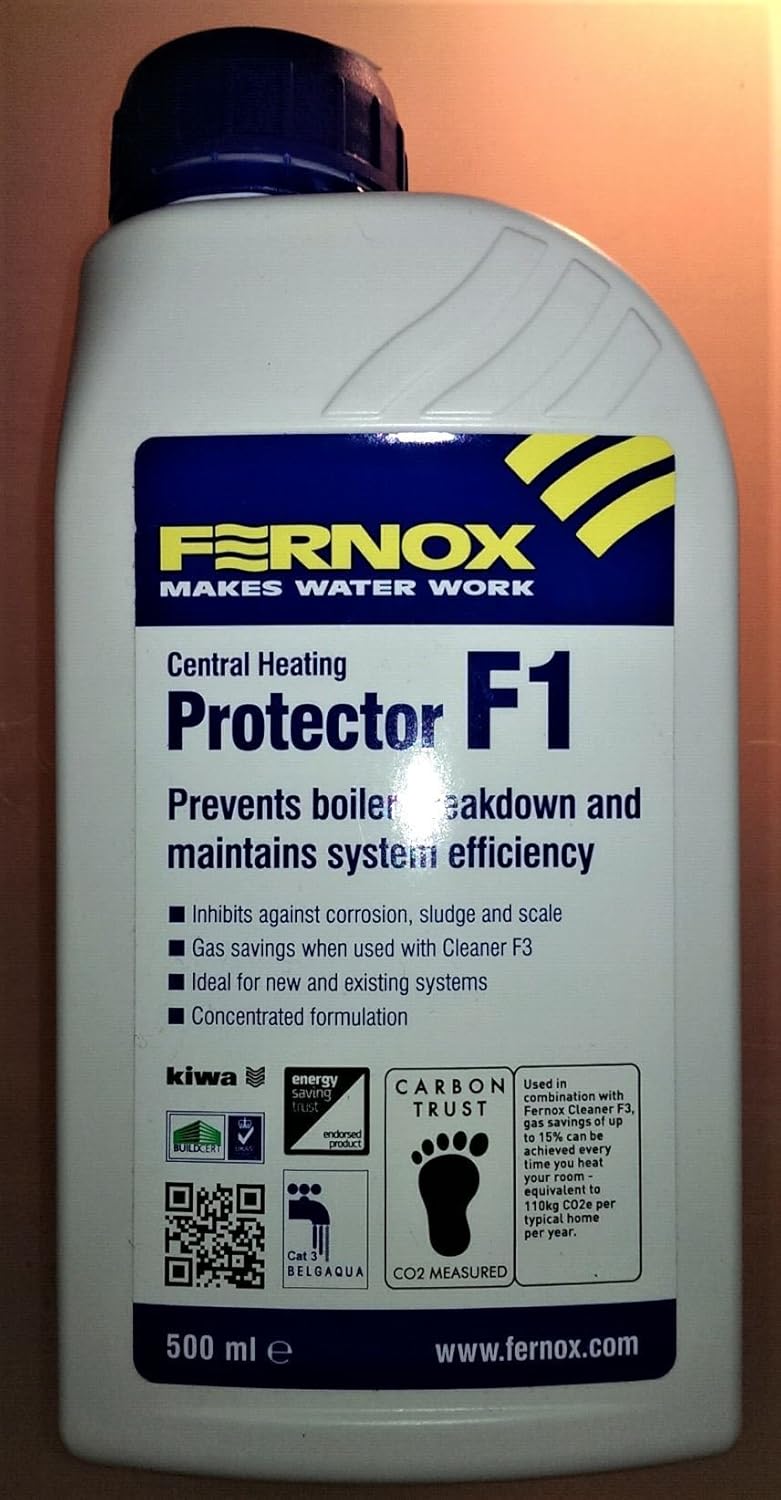 FERNOX
MAKES WATER WORK
Central Heating
Protector F1
Prevents boiler breakdown and
maintains system efficiency
Inhibits against corrosion, sludge and scale
Gas savings when used with Cleaner F3
Ideal for new and existing systems
Concentrated formulation
kiwa
energy
saving
trust
endorsed
product
BUILDCERT
UKAS
Cat 3
BELGAQUA
CARBON
TRUST
CO2 MEASURED
Used in
combination with
Fernox Cleaner F3,
gas savings of up
to 15% can be
achieved every
time you heat
your room -
equivalent to
110kg CO2e per
typical home
per year.
500 ml ℮
www.fernox.com